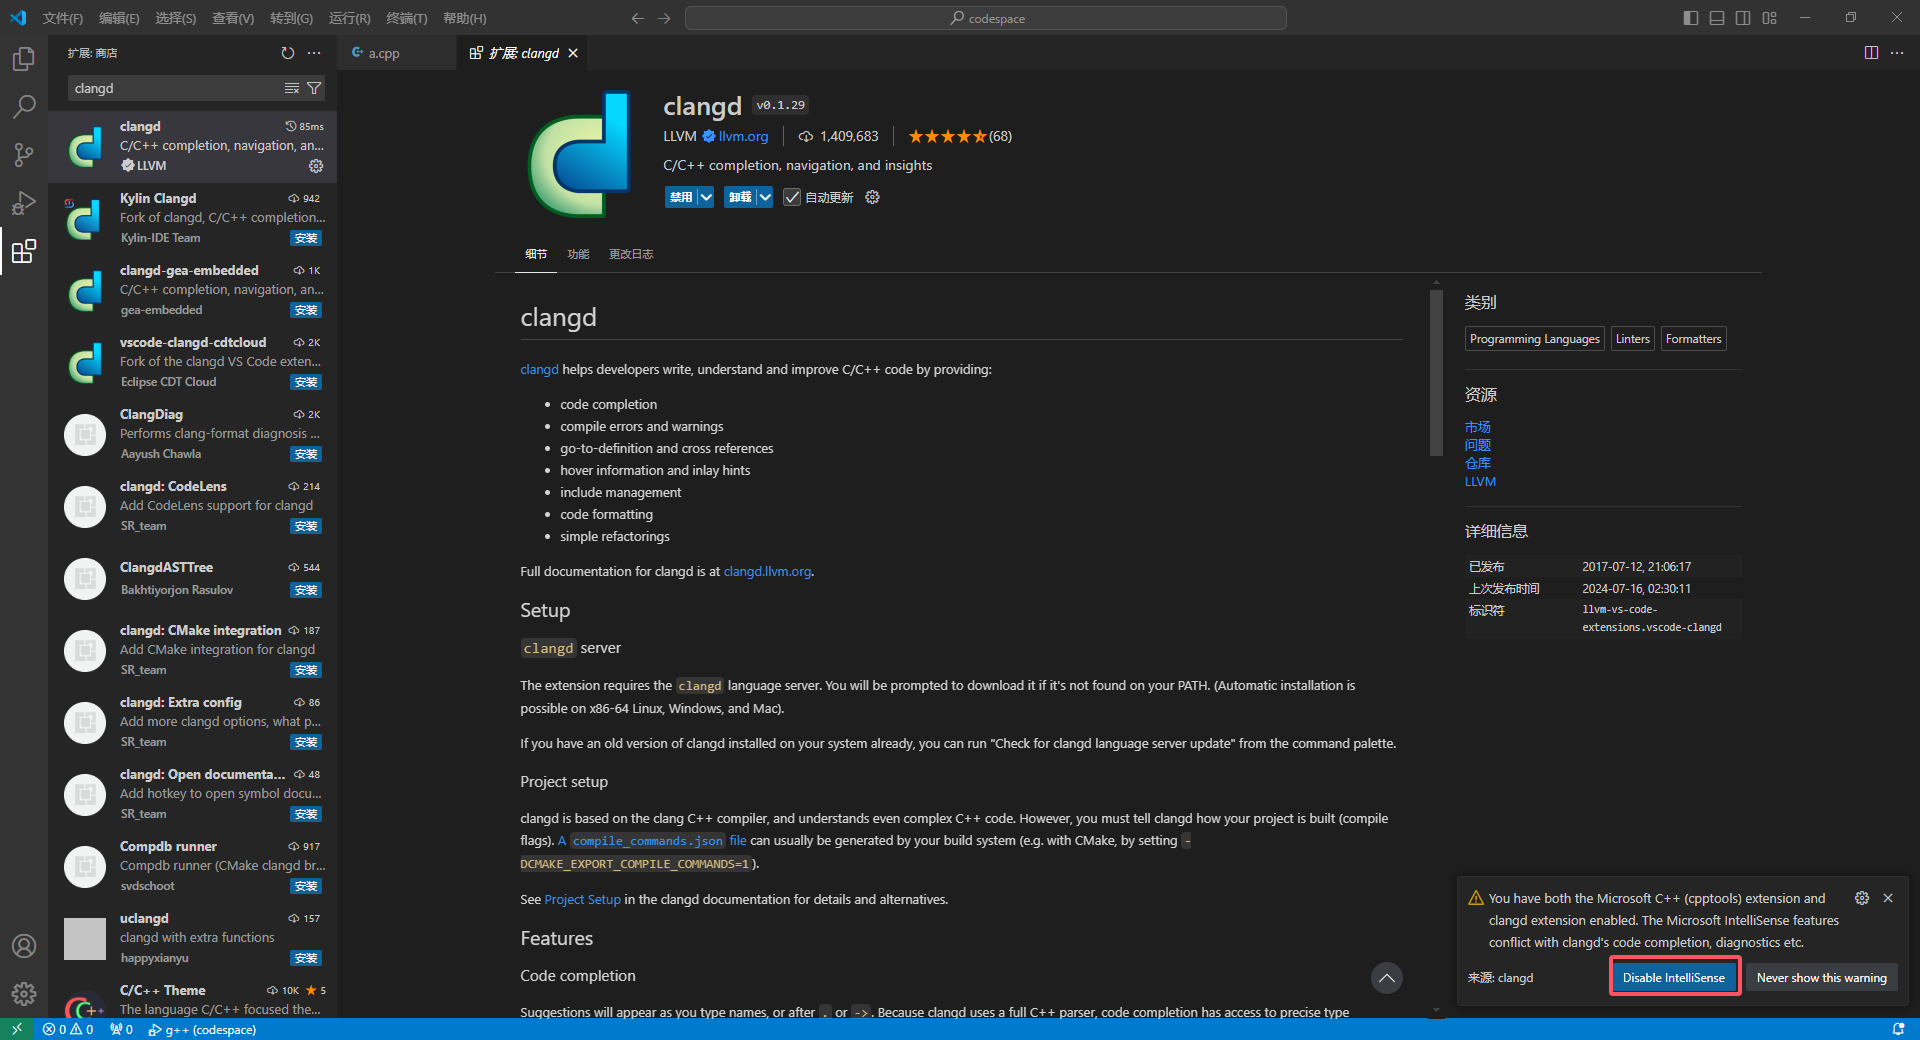 文件(F) 编辑(E) 选择(S) 查看(V) 转到(G) 运行(R) 终端(T) 帮助(H)
codespace
扩展: 商店
a.cpp
扩展: clangd
clangd
clangd 85ms
C/C++ completion, navigation, an...
LLVM
Kylin Clangd 942
Fork of clangd, C/C++ completion...
Kylin-IDE Team 安装
clangd-gea-embedded 1K
C/C++ completion, navigation, an...
gea-embedded 安装
vscode-clangd-cdtcloud 2K
Fork of the clangd VS Code exten...
Eclipse CDT Cloud 安装
ClangDiag 2K
Performs clang-format diagnosis ...
Aayush Chawla 安装
clangd: CodeLens 214
Add CodeLens support for clangd
SR_team 安装
ClangdASTTree 544
Bakhtiyorjon Rasulov 安装
clangd: CMake integration 187
Add CMake integration for clangd
SR_team 安装
clangd: Extra config 86
Add more clangd options, what p...
SR_team 安装
clangd: Open documenta... 48
Add hotkey to open symbol docu...
SR_team 安装
Compdb runner 917
Compdb runner (CMake clangd br...
svdschoot 安装
uclangd 157
clangd with extra functions
happyxianyu 安装
C/C++ Theme 10K 5
The language C/C++ focused the...
clangd v0.1.29
LLVM llvm.org 1,409,683 (68)
C/C++ completion, navigation, and insights
禁用 卸载 自动更新
细节 功能 更改日志
clangd
clangd helps developers write, understand and improve C/C++ code by providing:
• code completion
• compile errors and warnings
• go-to-definition and cross references
• hover information and inlay hints
• include management
• code formatting
• simple refactorings
Full documentation for clangd is at clangd.llvm.org.
Setup
clangd server
The extension requires the clangd language server. You will be prompted to download it if it's not found on your PATH. (Automatic installation is
possible on x86-64 Linux, Windows, and Mac).
If you have an old version of clangd installed on your system already, you can run "Check for clangd language server update" from the command palette.
Project setup
clangd is based on the clang C++ compiler, and understands even complex C++ code. However, you must tell clangd how your project is built (compile
flags). A compile_commands.json file can usually be generated by your build system (e.g. with CMake, by setting -
DCMAKE_EXPORT_COMPILE_COMMANDS=1).
See Project Setup in the clangd documentation for details and alternatives.
Features
Code completion
Suggestions will appear as you type names, or after . or ->. Because clangd uses a full C++ parser, code completion has access to precise type
类别
Programming Languages Linters Formatters
资源
市场
问题
仓库
LLVM
详细信息
已发布 2017-07-12, 21:06:17
上次发布时间 2024-07-16, 02:30:11
标识符 llvm-vs-code-
extensions.vscode-clangd
You have both the Microsoft C++ (cpptools) extension and
clangd extension enabled. The Microsoft IntelliSense features
conflict with clangd's code completion, diagnostics etc.
来源: clangd Disable IntelliSense Never show this warning
0 0 0 g++ (codespace)